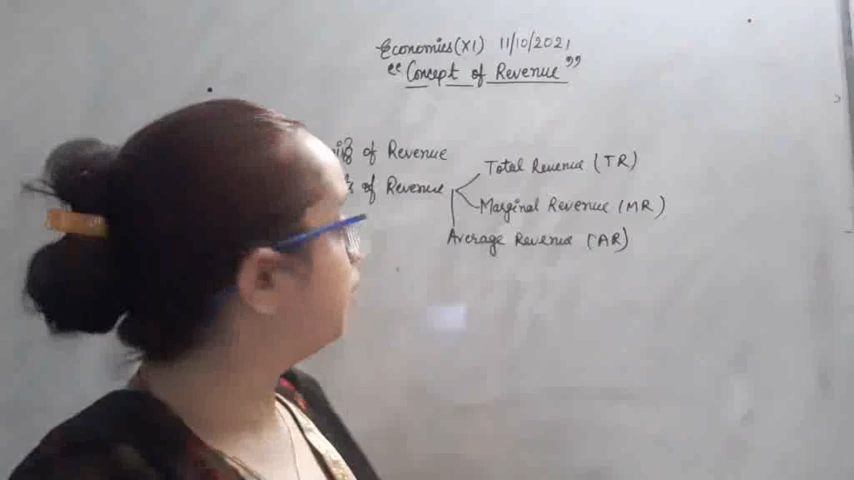 Economics(XI) 11/10/2021
"Concept of Revenue"
of Revenue
of Revenue
Total Revenue (TR)
Marginal Revenue (MR)
Average Revenue (AR)